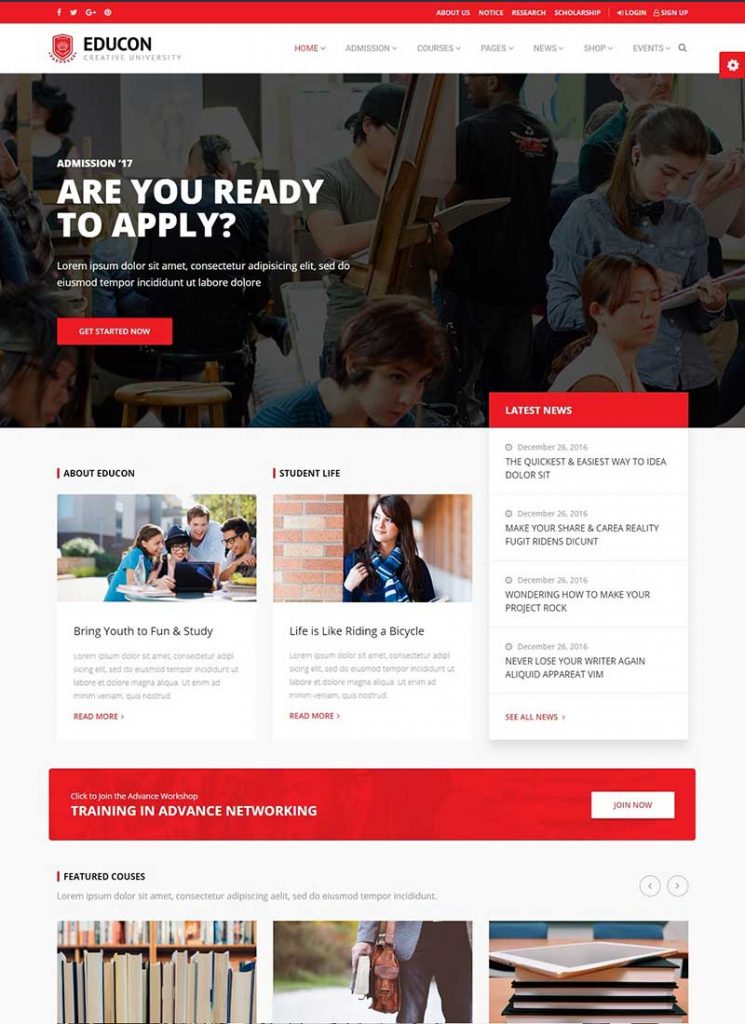 ABOUT US NOTICE RESEARCH SCHOLARSHIP LOGIN SIGN UP
EDUCON
CREATIVE UNIVERSITY
HOME ADMISSION COURSES PAGES NEWS SHOP EVENTS
ADMISSION '17
ARE YOU READY
TO APPLY?
Lorem ipsum dolor sit amet, consectetur adipisicing elit, sed do
eiusmod tempor incididunt ut labore dolore
GET STARTED NOW
ABOUT EDUCON
Bring Youth to Fun & Study
Lorem ipsum dolor sit amet, consectetur adipi
sicing elit, sed do eiusmod tempor incididunt ut
labore et dolore magna aliqua. Ut enim ad
minim veniam, quis nostrud
READ MORE >
STUDENT LIFE
Life is Like Riding a Bicycle
Lorem ipsum dolor sit amet, consectetur adipi
sicing elit, sed do eiusmod tempor incididunt ut
labore et dolore magna aliqua. Ut enim ad
minim veniam, quis nostrud
READ MORE >
LATEST NEWS
December 26, 2016
THE QUICKEST & EASIEST WAY TO IDEA
DOLOR SIT
December 26, 2016
MAKE YOUR SHARE & CAREA REALITY
FUGIT RIDENS DICUNT
December 26, 2016
WONDERING HOW TO MAKE YOUR
PROJECT ROCK
December 26, 2016
NEVER LOSE YOUR WRITER AGAIN
ALIQUID APPAREAT VIM
SEE ALL NEWS >
Click to Join the Advance Workshop
TRAINING IN ADVANCE NETWORKING
JOIN NOW
FEATURED COUSES
Lorem ipsum dolor sit amet, consectetur adipisicing aelit, sed do eiusmod tempor incididunt.